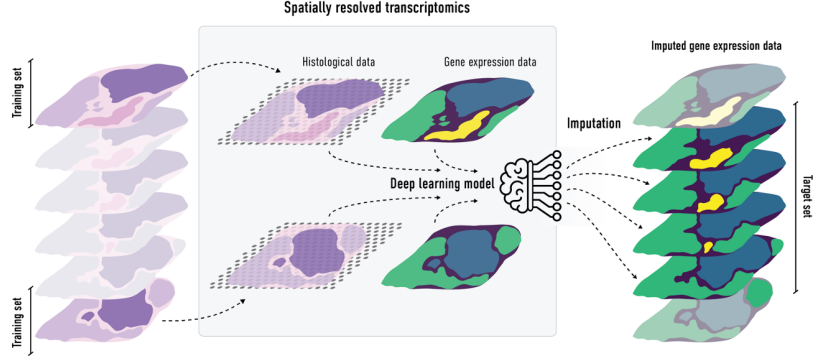 Spatially resolved transcriptomics
Training set
Histological data
Gene expression data
Imputed gene expression data
Imputation
Deep learning model
Target set
Training set